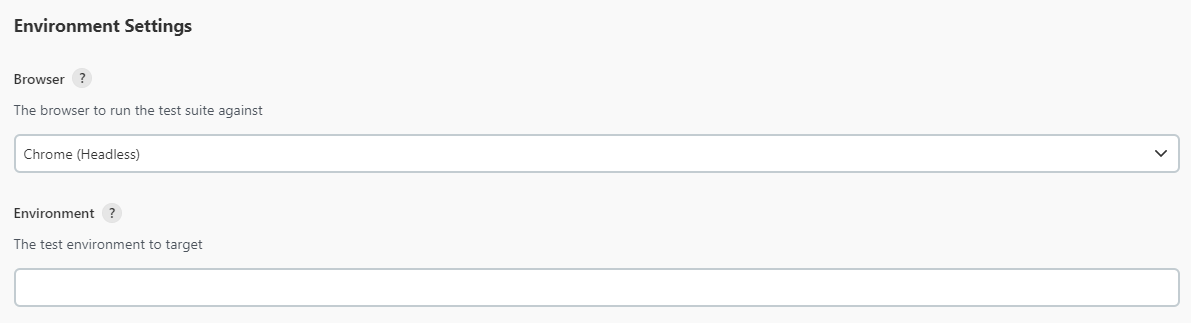 Environment Settings
Browser ?
The browser to run the test suite against
Chrome (Headless)
Environment ?
The test environment to target